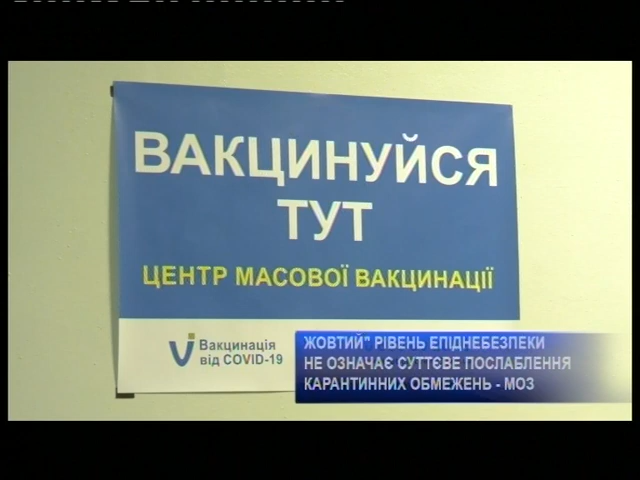 ВАКЦИНУЙСЯ
ТУТ
ЦЕНТР МАСОВОЇ ВАКЦИНАЦІЇ
Вакцинація
від COVID-19
ЖОВТИЙ" РІВЕНЬ ЕПІДНЕБЕЗПЕКИ
НЕ ОЗНАЧАЄ СУТТЄВЕ ПОСЛАБЛЕННЯ
КАРАНТИННИХ ОБМЕЖЕНЬ - МОЗ